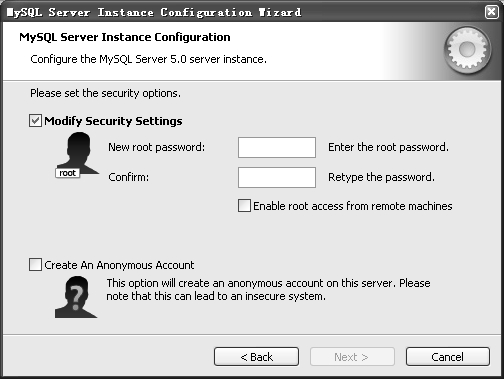 MySQL Server Instance Configuration Wizard
MySQL Server Instance Configuration
Configure the MySQL Server 5.0 server instance.
Please set the security options.
Modify Security Settings
root
New root password:
Enter the root password.
Confirm:
Retype the password.
Enable root access from remote machines
Create An Anonymous Account
This option will create an anonymous account on this server. Please
note that this can lead to an insecure system.
< Back
Next >
Cancel